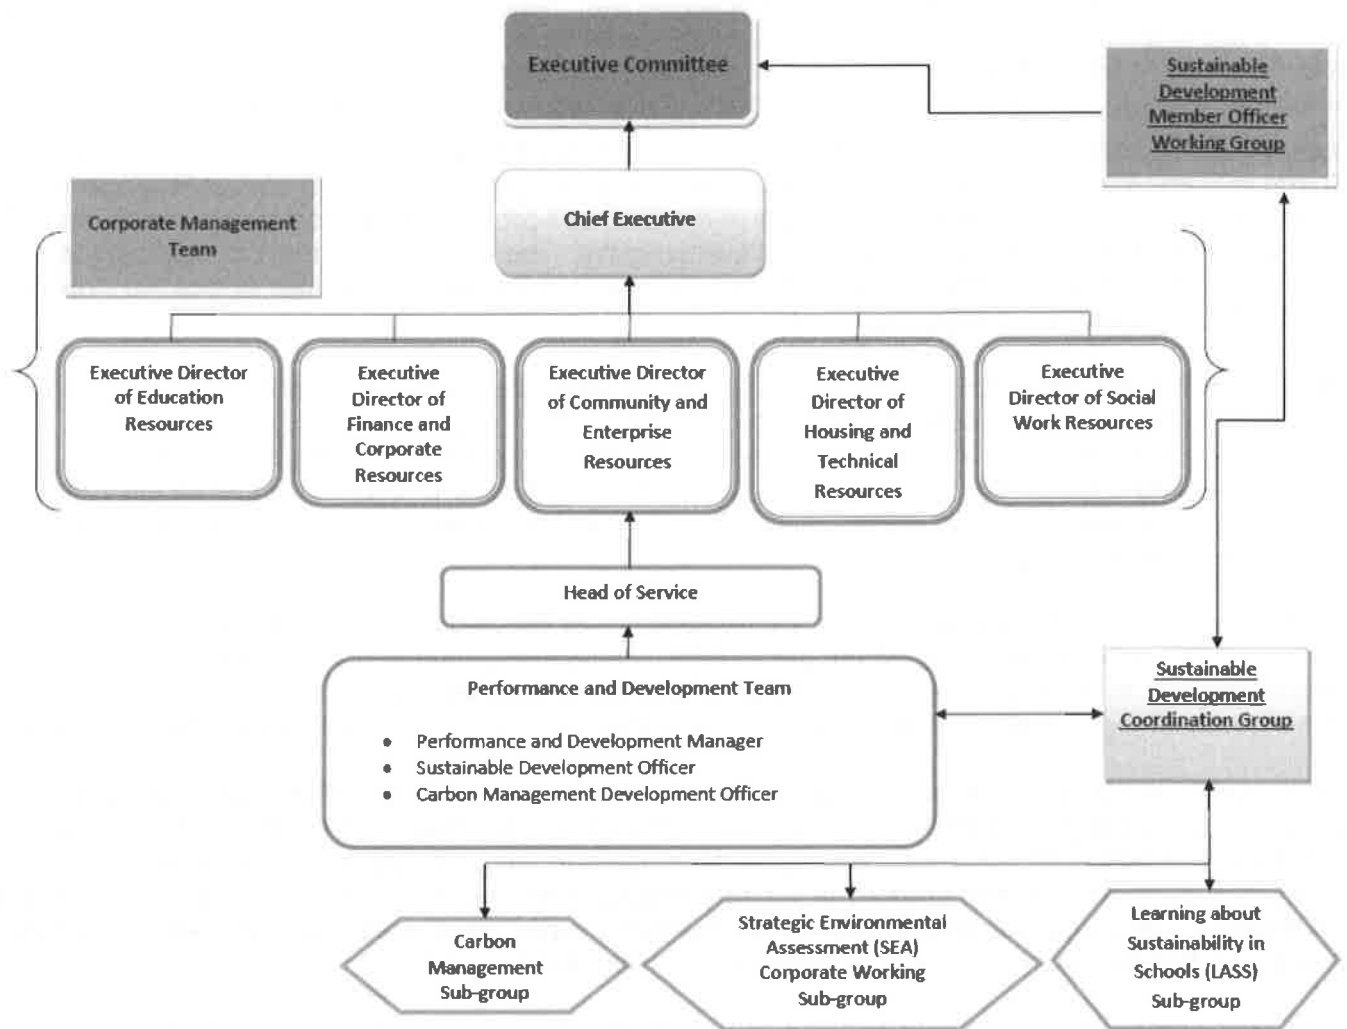 Executive Committee
Sustainable
Development
Member Officer
Working Group
Corporate Management
Team
Chief Executive
Executive Director
of Education
Resources
Executive
Director of
Finance and
Corporate
Resources
Executive Director
of Community and
Enterprise
Resources
Executive
Director of
Housing and
Technical
Resources
Executive
Director of Social
Work Resources
Head of Service
Performance and Development Team
• Performance and Development Manager
• Sustainable Development Officer
• Carbon Management Development Officer
Sustainable
Development
Coordination Group
Carbon
Management
Sub-group
Strategic Environmental
Assessment (SEA)
Corporate Working
Sub-group
Learning about
Sustainability in
Schools (LASS)
Sub-group